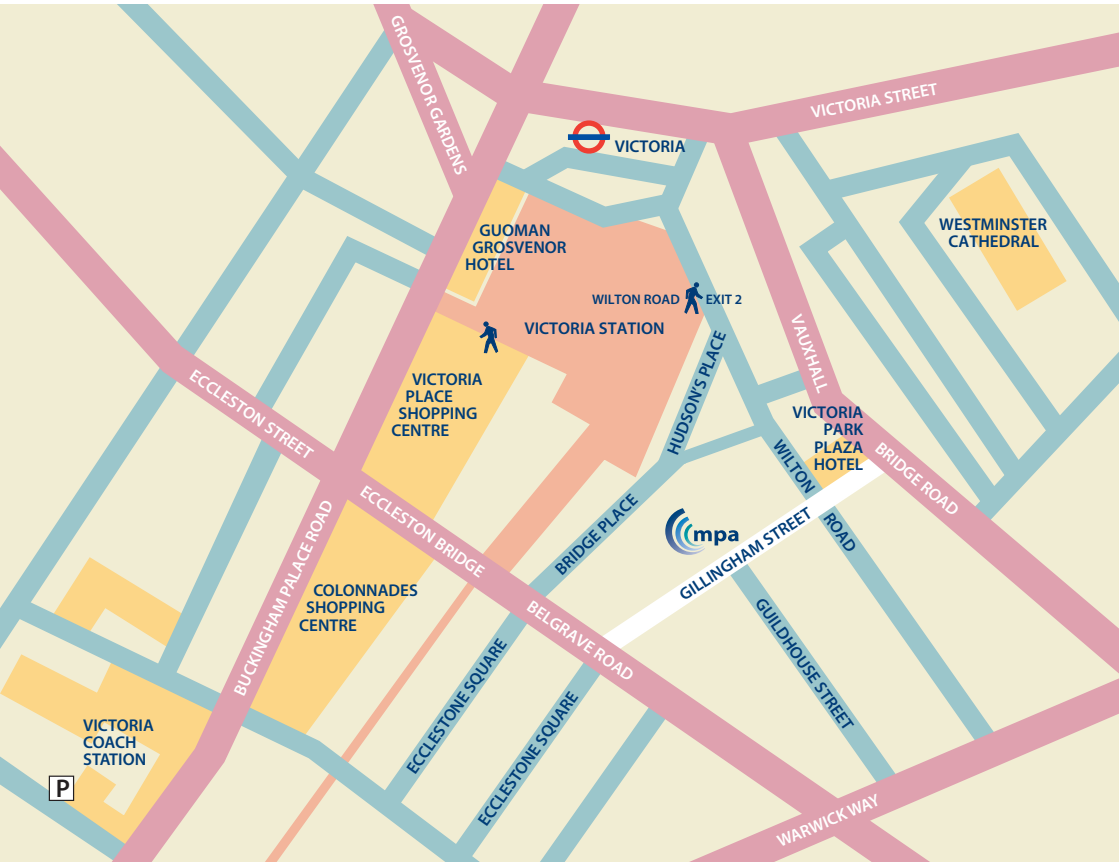 GROSVENOR GARDENS
VICTORIA STREET
VICTORIA
WESTMINSTER
CATHEDRAL
GUOMAN
GROSVENOR
HOTEL
WILTON ROAD
EXIT 2
VICTORIA STATION
HUDSON'S PLACE
VAUXHALL
BRIDGE ROAD
VICTORIA
PLACE
SHOPPING
CENTRE
ECCLESTON STREET
VICTORIA
PARK
PLAZA
HOTEL
WILTON
ROAD
ECCLESTON BRIDGE
BUCKINGHAM PALACE ROAD
BRIDGE PLACE
mpa
GILLINGHAM STREET
COLONNADES
SHOPPING
CENTRE
BELGRAVE ROAD
GUILDHOUSE STREET
ECCLESTONE SQUARE
ECCLESTONE SQUARE
VICTORIA
COACH
STATION
P
WARWICK WAY